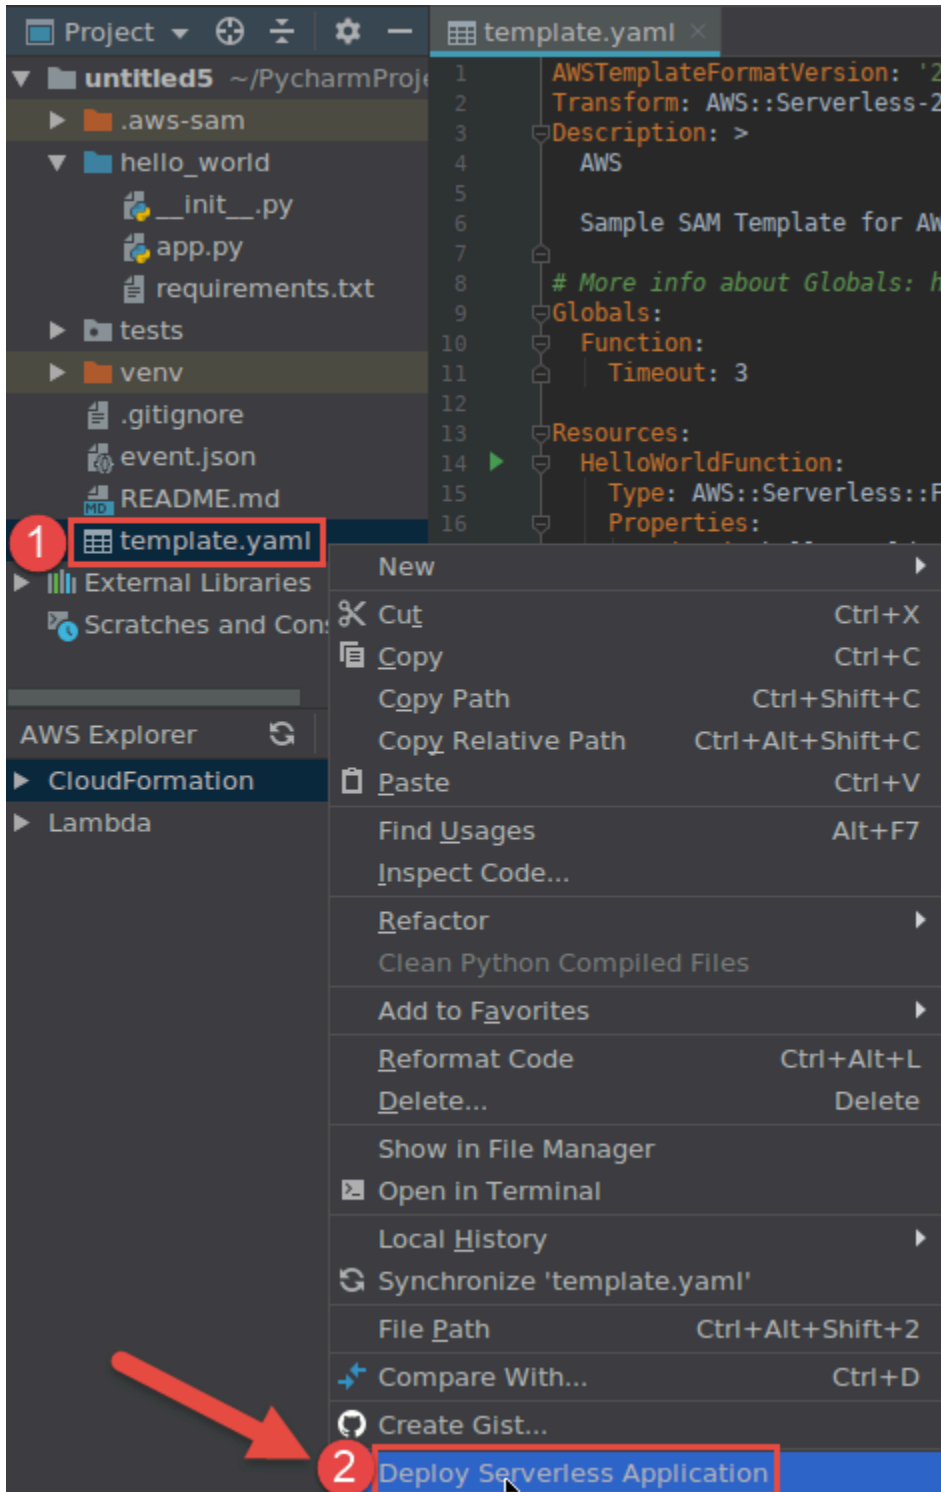 Project
untitled5 ~/PycharmProje
.aws-sam
hello_world
__init__.py
app.py
requirements.txt
tests
venv
.gitignore
event.json
MD README.md
1 template.yaml
External Libraries
Scratches and Con
template.yaml
1 AWSTemplateFormatVersion: '2
2 Transform: AWS::Serverless-2
3 Description: >
4 AWS
5
6 Sample SAM Template for AW
7
8 # More info about Globals: h
9 Globals:
10 Function:
11 Timeout: 3
12
13 Resources:
14 HelloWorldFunction:
15 Type: AWS::Serverless::F
16 Properties:
AWS Explorer
CloudFormation
Lambda
New
Cut Ctrl+X
Copy Ctrl+C
Copy Path Ctrl+Shift+C
Copy Relative Path Ctrl+Alt+Shift+C
Paste Ctrl+V
Find Usages Alt+F7
Inspect Code...
Refactor
Clean Python Compiled Files
Add to Favorites
Reformat Code Ctrl+Alt+L
Delete... Delete
Show in File Manager
Open in Terminal
Local History
Synchronize 'template.yaml'
File Path Ctrl+Alt+Shift+2
Compare With... Ctrl+D
Create Gist...
2 Deploy Serverless Application